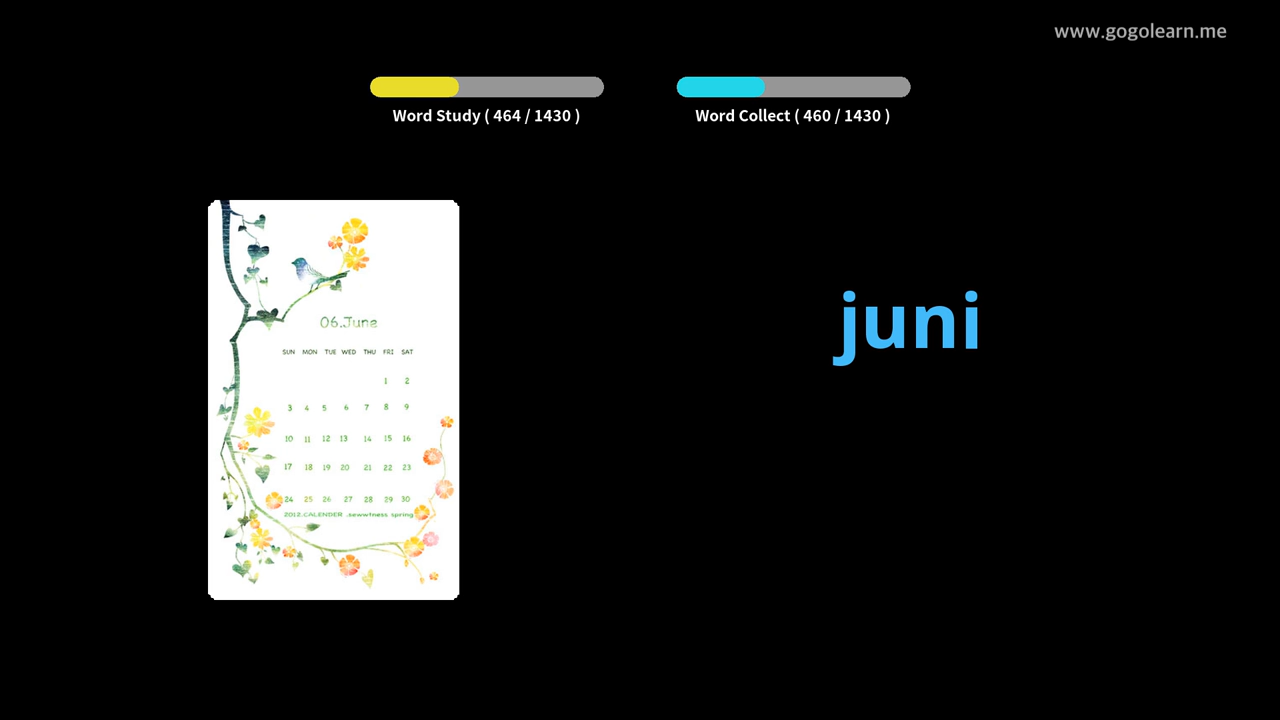 www.gogolearn.me
Word Study ( 464 / 1430 )
Word Collect ( 460 / 1430 )
06.June
SUN MON TUE WED THU FRI SAT
1 2
3 4 5 6 7 8 9
10 11 12 13 14 15 16
17 18 19 20 21 22 23
24 25 26 27 28 29 30
2012.CALENDER .sewwtness spring
juni